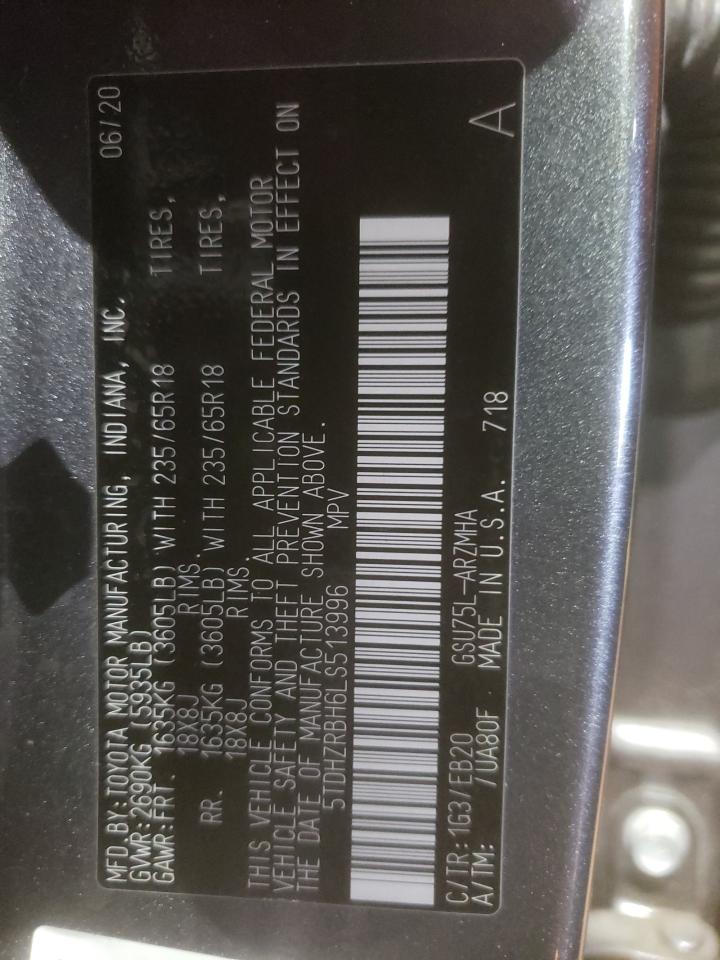 MFD BY:TOYOTA MOTOR MANUFACTURING, INDIANA, INC. 06/20
GVWR:2690KG (5935LB)
GAWR:FRT. 1635KG (3605LB) WITH 235/65R18 TIRES,
18X8J RIMS.
RR. 1635KG (3605LB) WITH 235/65R18 TIRES,
18X8J RIMS.
THIS VEHICLE CONFORMS TO ALL APPLICABLE FEDERAL MOTOR
VEHICLE SAFETY AND THEFT PREVENTION STANDARDS IN EFFECT ON
THE DATE OF MANUFACTURE SHOWN ABOVE.
5TDHZRBH6LS513996 MPV
C/TR:1G3/EB20 GSU75L-ARZMHA A
A/TM: /UA80F MADE IN U.S.A. 718